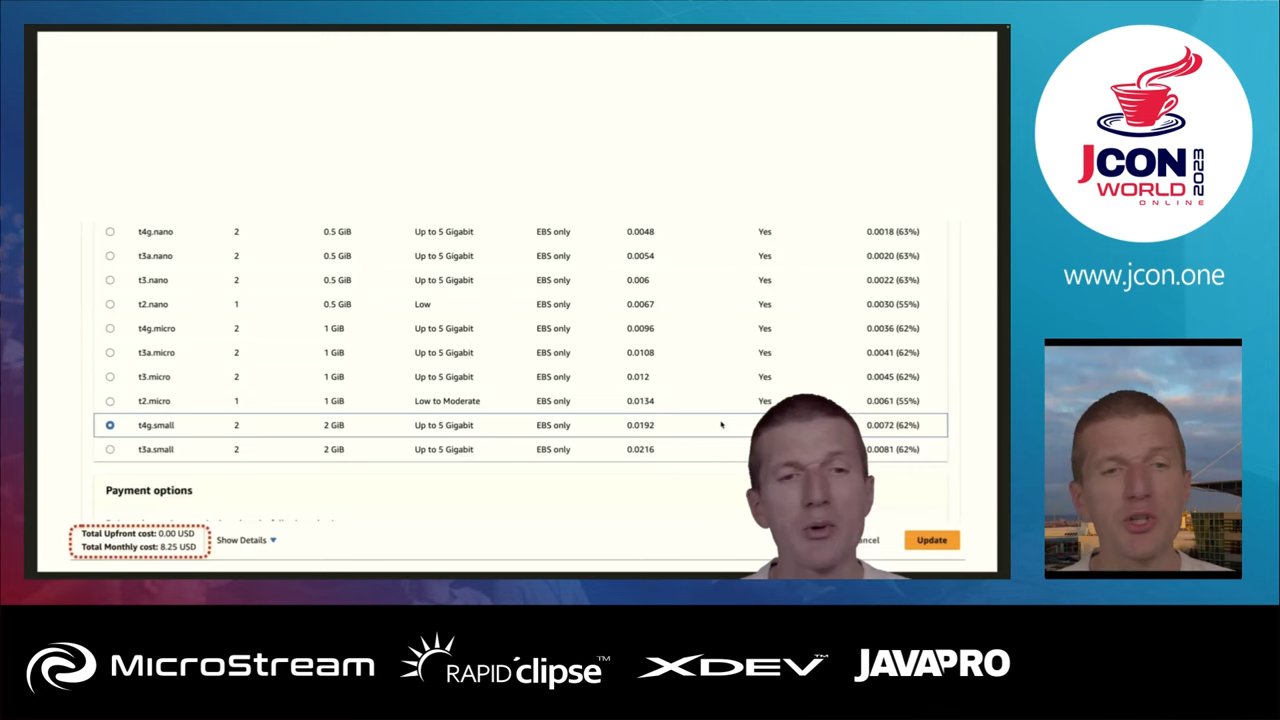 t4g.nano 2 0.5 GiB Up to 5 Gigabit EBS only 0.0048 Yes 0.0018 (63%)
t3a.nano 2 0.5 GiB Up to 5 Gigabit EBS only 0.0054 Yes 0.0020 (63%)
t3.nano 2 0.5 GiB Up to 5 Gigabit EBS only 0.006 Yes 0.0022 (63%)
t2.nano 1 0.5 GiB Low EBS only 0.0067 Yes 0.0030 (55%)
t4g.micro 2 1 GiB Up to 5 Gigabit EBS only 0.0096 Yes 0.0036 (62%)
t3a.micro 2 1 GiB Up to 5 Gigabit EBS only 0.0108 Yes 0.0041 (62%)
t3.micro 2 1 GiB Up to 5 Gigabit EBS only 0.012 Yes 0.0045 (62%)
t2.micro 1 1 GiB Low to Moderate EBS only 0.0134 Yes 0.0061 (55%)
t4g.small 2 2 GiB Up to 5 Gigabit EBS only 0.0192 0.0072 (62%)
t3a.small 2 2 GiB Up to 5 Gigabit EBS only 0.0216 0.0081 (62%)
Payment options
Total Upfront cost: 0.00 USD
Total Monthly cost: 8.25 USD
Show Details
Update
JCON
WORLD
ONLINE
2023
www.jcon.one
MicroStream
RAPID'clipse™
XDEV™
JAVAPRO